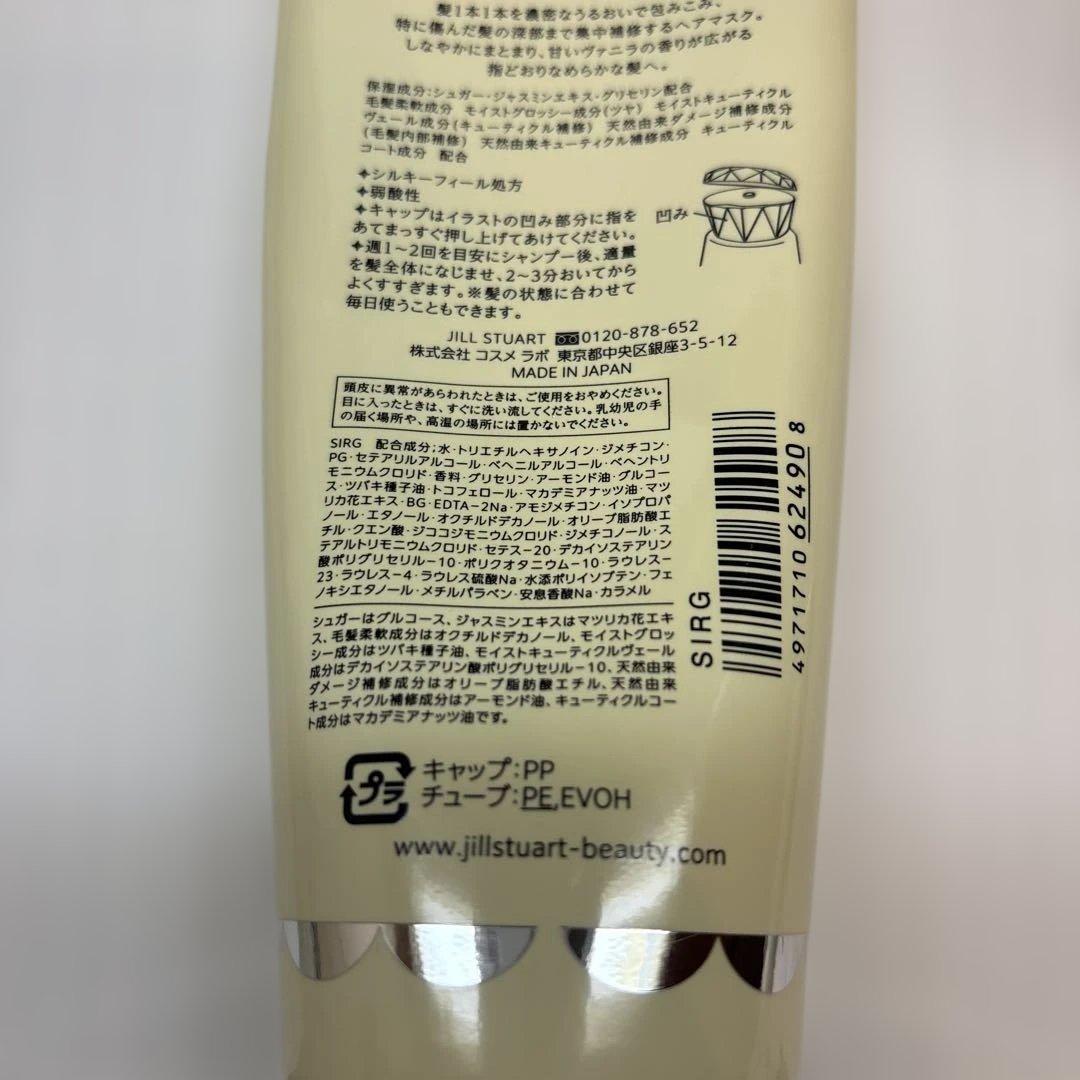 髪1本1本を濃密なうるおいで包みこみ、
特に傷んだ髪の深部まで集中補修するヘアマスク。
しなやかにまとまり、甘いヴァニラの香りが広がる
指どおりなめらかな髪へ。
保湿成分:シュガー・ジャスミンエキス・グリセリン配合
毛髪柔軟成分 モイストグロッシー成分(ツヤ) モイストキューティクル
ヴェール成分(キューティクル補修) 天然由来ダメージ補修成分
(毛髪内部補修) 天然由来キューティクル補修成分 キューティクル
コート成分 配合
✦シルキーフィール処方
✦弱酸性
✦キャップはイラストの凹み部分に指を
あてまっすぐ押し上げてあけてください。
✦週1〜2回を目安にシャンプー後、適量
を髪全体になじませ、2〜3分おいてから
よくすすぎます。※髪の状態に合わせて
毎日使うこともできます。
凹み
JILL STUART 0120-878-652
株式会社 コスメ ラボ 東京都中央区銀座3-5-12
MADE IN JAPAN
頭皮に異常があらわれたときは、ご使用をおやめください。
目に入ったときは、すぐに洗い流してください。乳幼児の手
の届く場所や、高温の場所には置かないでください。
SIRG 配合成分;水・トリエチルヘキサノイン・ジメチコン・
PG・セテアリルアルコール・ベヘニルアルコール・ベヘントリ
モニウムクロリド・香料・グリセリン・アーモンド油・グルコー
ス・ツバキ種子油・トコフェロール・マカデミアナッツ油・マツ
リカ花エキス・BG・EDTA−2Na・アモジメチコン・イソプロパ
ノール・エタノール・オクチルドデカノール・オリーブ脂肪酸エ
チル・クエン酸・ジココジモニウムクロリド・ジメチコノール・ス
テアルトリモニウムクロリド・セテス−20・デカイソステアリン
酸ポリグリセリル−10・ポリクオタニウム−10・ラウレス−
23・ラウレス−4・ラウレス硫酸Na・水添ポリイソブテン・フェ
ノキシエタノール・メチルパラベン・安息香酸Na・カラメル
シュガーはグルコース、ジャスミンエキスはマツリカ花エキ
ス、毛髪柔軟成分はオクチルドデカノール、モイストグロッ
シー成分はツバキ種子油、モイストキューティクルヴェール
成分はデカイソステアリン酸ポリグリセリル−10、天然由来
ダメージ補修成分はオリーブ脂肪酸エチル、天然由来
キューティクル補修成分はアーモンド油、キューティクルコー
ト成分はマカデミアナッツ油です。
SIRG
4971710 624908
プラ
キャップ:PP
チューブ:PE,EVOH
www.jillstuart-beauty.com